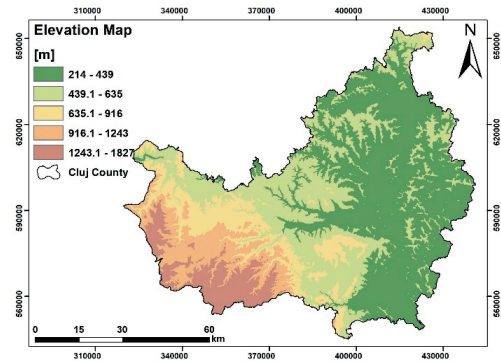 310000 340000 370000 400000 430000
Elevation Map
N
[m]
214 - 439
439.1 - 635
635.1 - 916
916.1 - 1243
1243.1 - 1827
Cluj County
650000
620000
590000
560000
650000
620000
590000
560000
0 15 30 60
km
310000 340000 370000 400000 430000